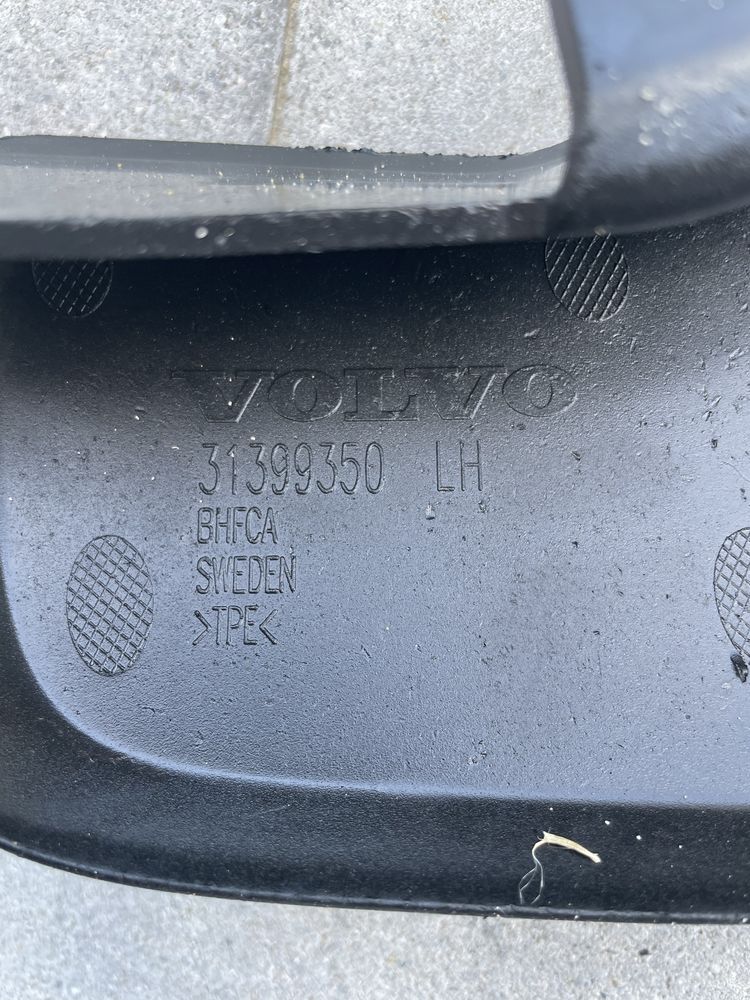 VOLVO
31399350 LH
BHFCA
SWEDEN
>TPE<